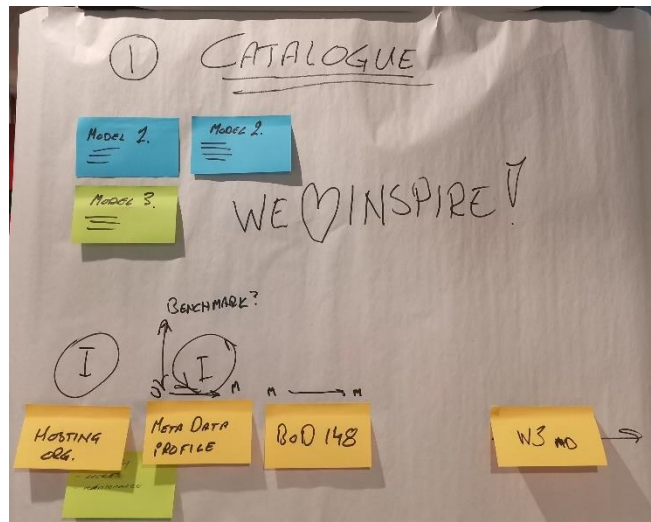 1 CATALOGUE
MODEL 1.
MODEL 2.
MODEL 3.
WE ♡ INSPIRE!
BENCHMARK?
I
I
M
M
M
HOSTING
ORG.
META DATA
PROFILE
BOD 148
W3 MD